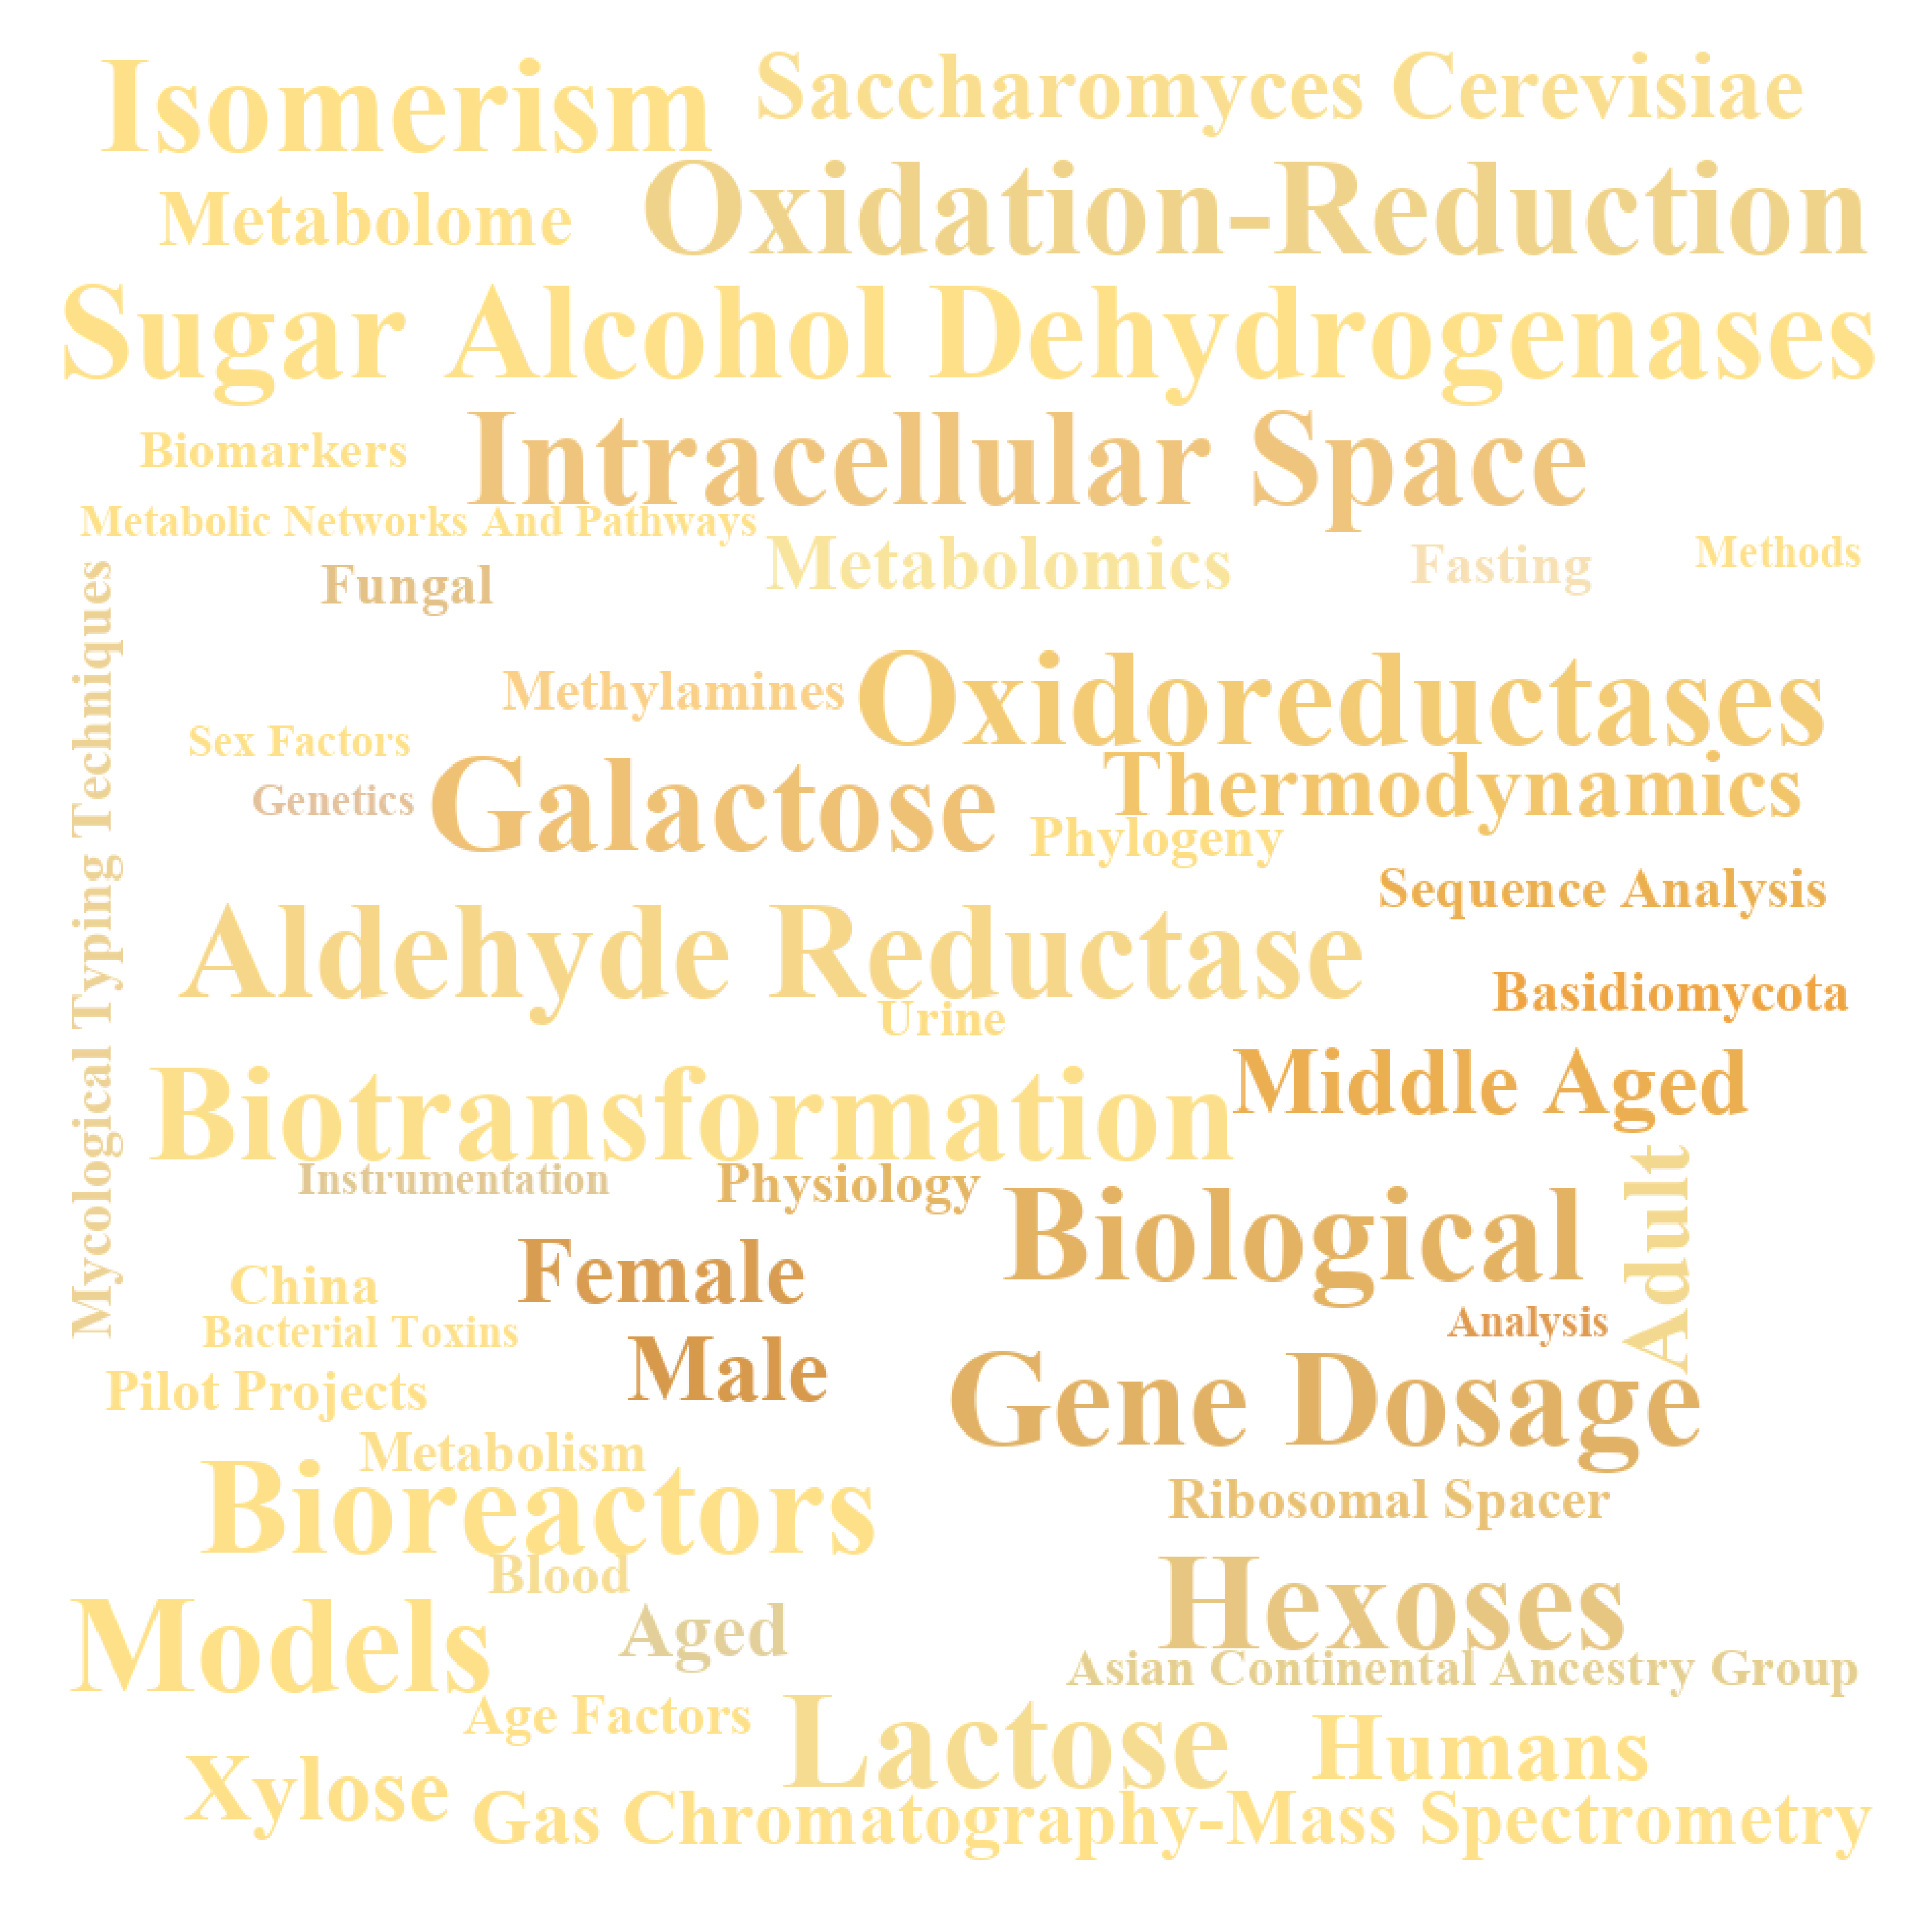 Isomerism
Saccharomyces Cerevisiae
Metabolome
Oxidation-Reduction
Sugar Alcohol Dehydrogenases
Biomarkers
Intracellular Space
Metabolic Networks And Pathways
Metabolomics
Fasting
Methods
Fungal
Mycological Typing Techniques
Methylamines
Oxidoreductases
Sex Factors
Genetics
Galactose
Thermodynamics
Phylogeny
Sequence Analysis
Aldehyde Reductase
Urine
Basidiomycota
Biotransformation
Middle Aged
Instrumentation
Physiology
Biological
Adult
Female
China
Bacterial Toxins
Analysis
Male
Pilot Projects
Gene Dosage
Metabolism
Bioreactors
Ribosomal Spacer
Blood
Hexoses
Models
Aged
Asian Continental Ancestry Group
Age Factors
Lactose
Humans
Xylose
Gas Chromatography-Mass Spectrometry